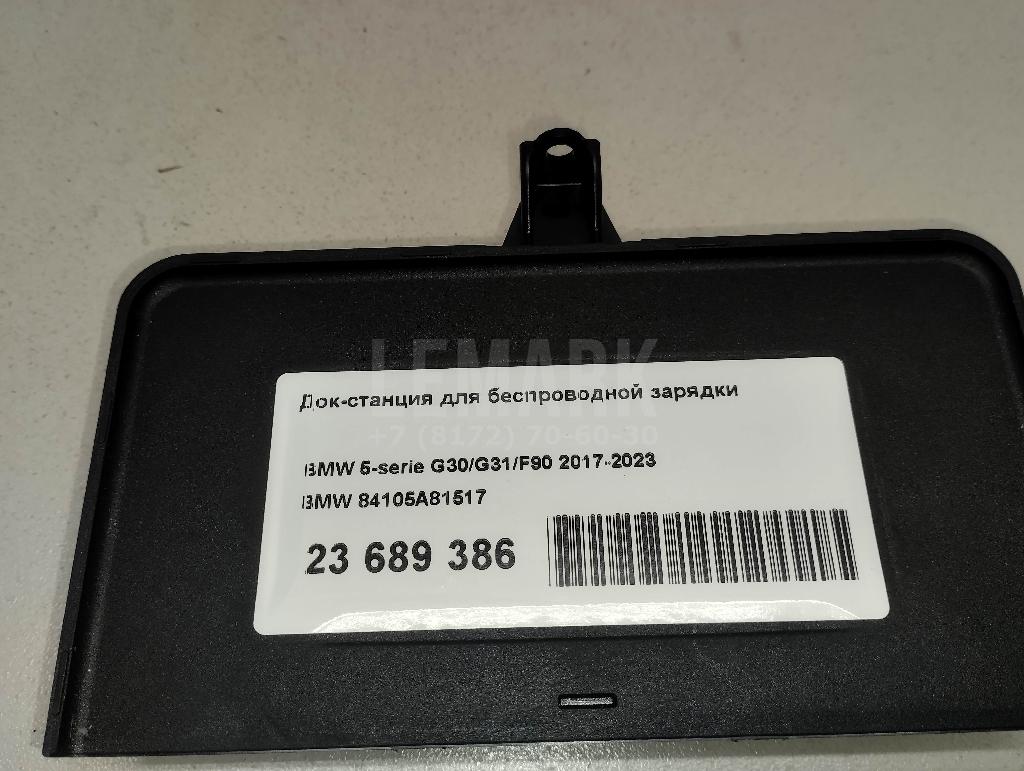 LEMARK
Док-станция для беспроводной зарядки
+7 (8172) 70-60-30
BMW 5-serie G30/G31/F90 2017-2023
BMW 84105A81517
23 689 386